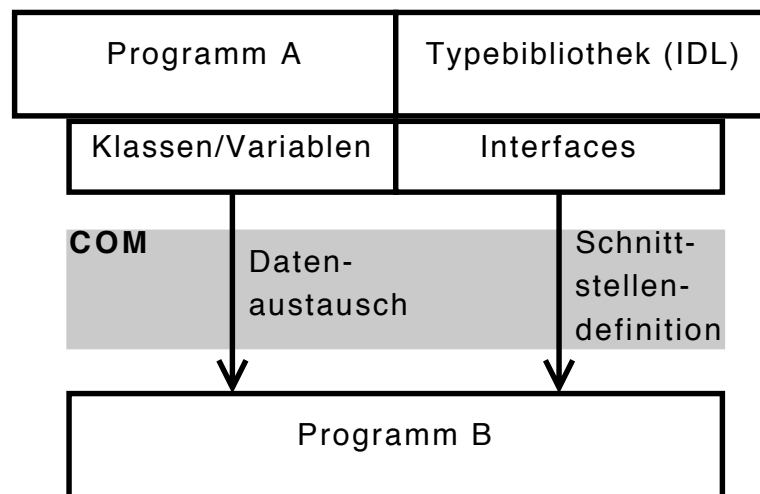 Programm A
Typebibliothek (IDL)
Klassen/Variablen
Interfaces
COM
Daten-
austausch
Schnitt-
stellen-
definition
Programm B